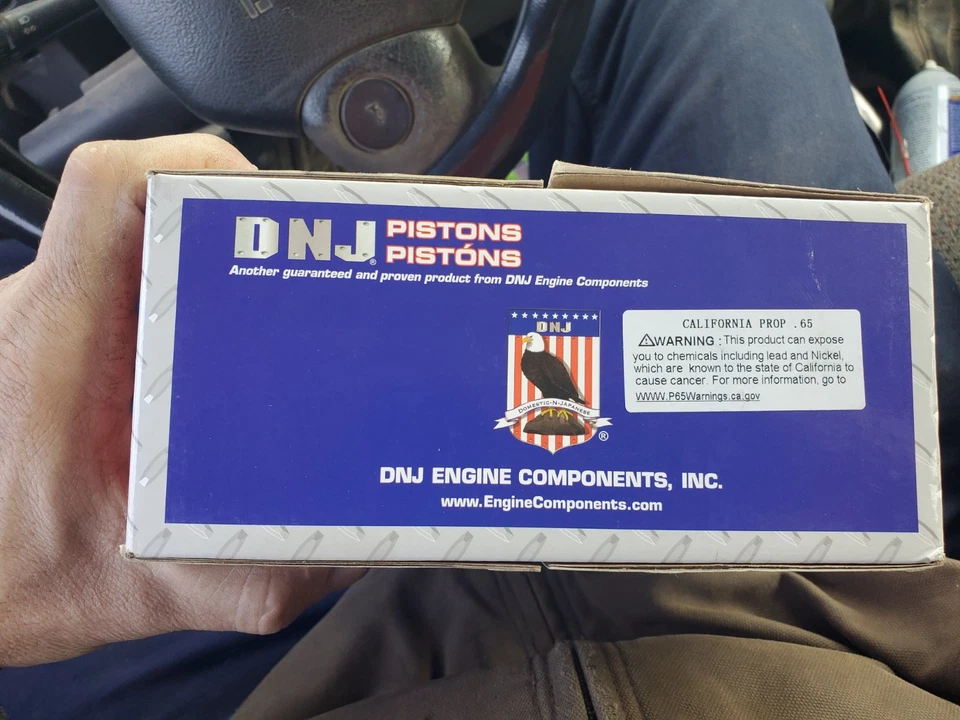 DNJ® PISTONS
PISTÓNS
Another guaranteed and proven product from DNJ Engine Components
DNJ
DOMESTIC-N-JAPANESE
®
CALIFORNIA PROP .65
⚠WARNING : This product can expose
you to chemicals including lead and Nickel,
which are known to the state of California to
cause cancer. For more information, go to
WWW.P65Warnings.ca.gov
DNJ ENGINE COMPONENTS, INC.
www.EngineComponents.com